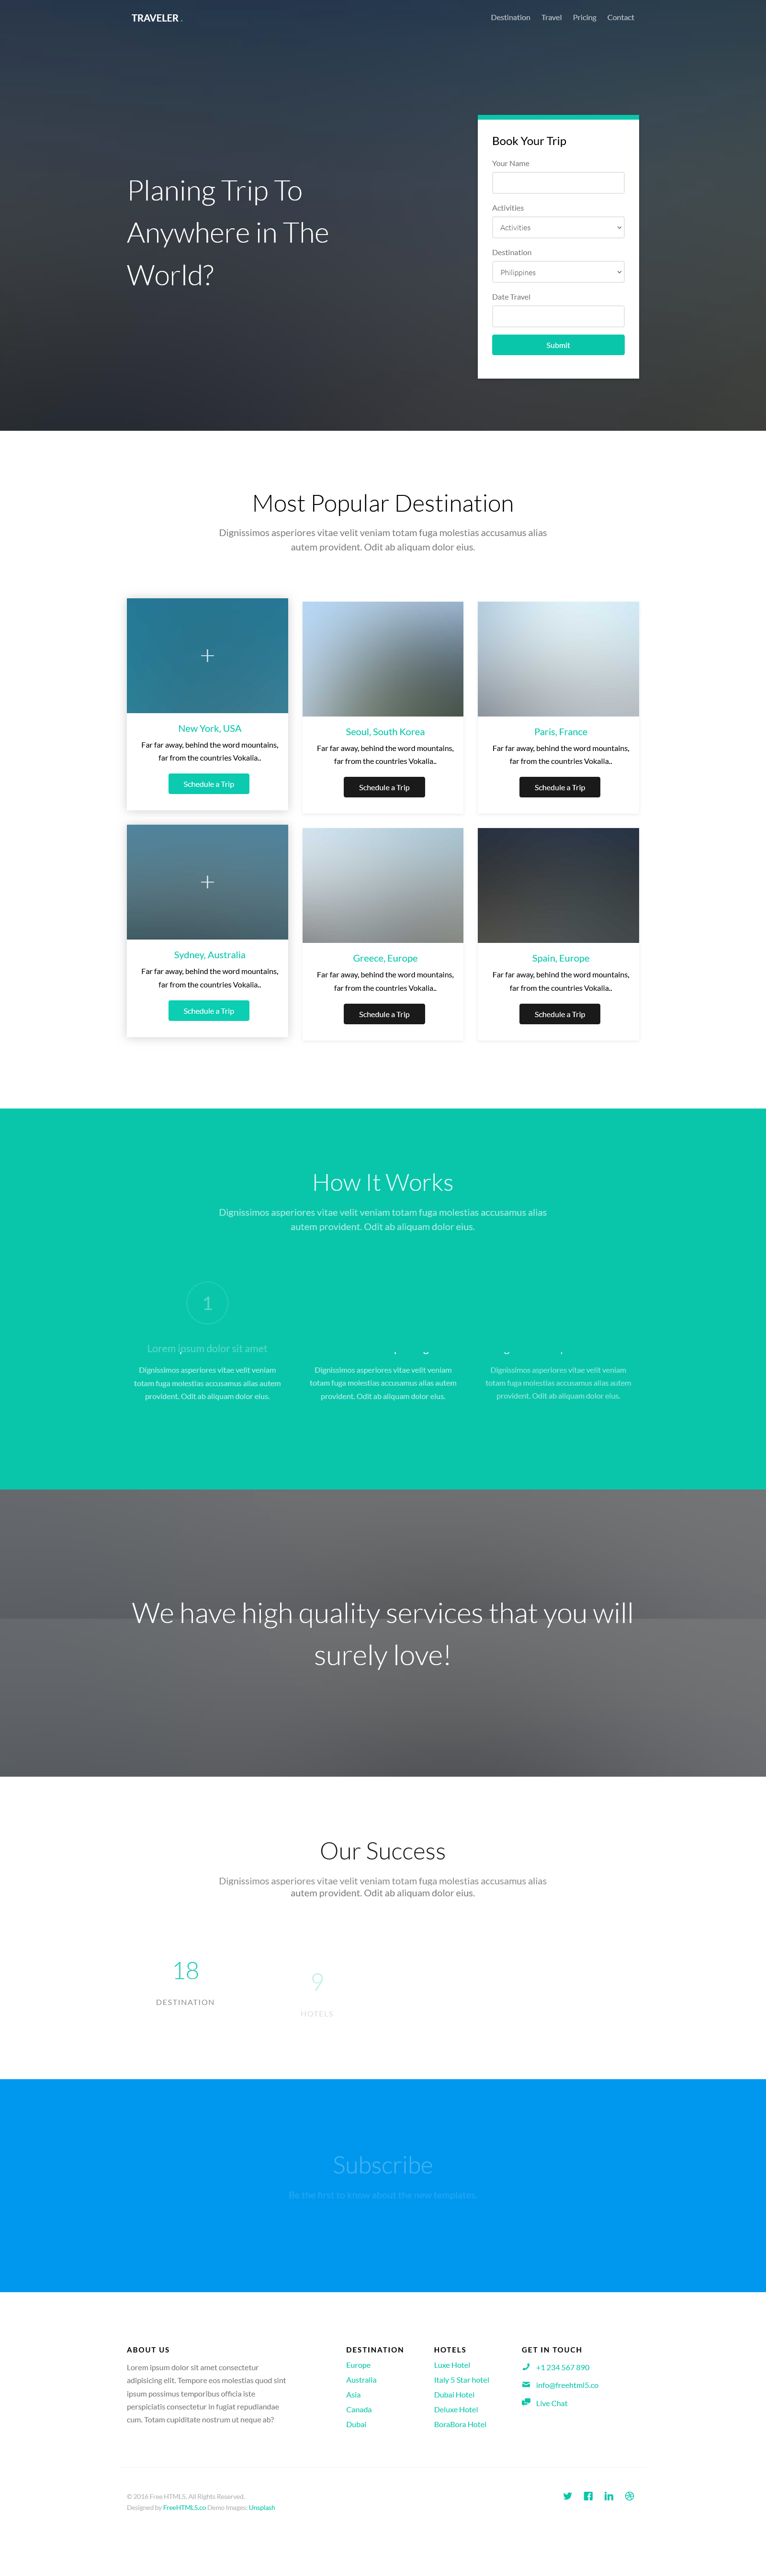 TRAVELER .
Destination Travel Pricing Contact
Planing Trip To
Anywhere in The
World?
Book Your Trip
Your Name
Activities
Activities
Destination
Philippines
Date Travel
Submit
Most Popular Destination
Dignissimos asperiores vitae velit veniam totam fuga molestias accusamus alias
autem provident. Odit ab aliquam dolor eius.
New York, USA
Far far away, behind the word mountains,
far from the countries Vokalia..
Schedule a Trip
Seoul, South Korea
Far far away, behind the word mountains,
far from the countries Vokalia..
Schedule a Trip
Paris, France
Far far away, behind the word mountains,
far from the countries Vokalia..
Schedule a Trip
Sydney, Australia
Far far away, behind the word mountains,
far from the countries Vokalia..
Schedule a Trip
Greece, Europe
Far far away, behind the word mountains,
far from the countries Vokalia..
Schedule a Trip
Spain, Europe
Far far away, behind the word mountains,
far from the countries Vokalia..
Schedule a Trip
How It Works
Dignissimos asperiores vitae velit veniam totam fuga molestias accusamus alias
autem provident. Odit ab aliquam dolor eius.
1
Lorem ipsum dolor sit amet
Dignissimos asperiores vitae velit veniam
totam fuga molestias accusamus alias autem
provident. Odit ab aliquam dolor eius.
Dignissimos asperiores vitae velit veniam
totam fuga molestias accusamus alias autem
provident. Odit ab aliquam dolor eius.
Dignissimos asperiores vitae velit veniam
totam fuga molestias accusamus alias autem
provident. Odit ab aliquam dolor eius.
We have high quality services that you will
surely love!
Our Success
Dignissimos asperiores vitae velit veniam totam fuga molestias accusamus alias
autem provident. Odit ab aliquam dolor eius.
18
DESTINATION
9
HOTELS
Subscribe
Be the first to know about the new templates.
ABOUT US
Lorem ipsum dolor sit amet consectetur
adipisicing elit. Tempore eos molestias quod sint
ipsum possimus temporibus officia iste
perspiciatis consectetur in fugiat repudiandae
cum. Totam cupiditate nostrum ut neque ab?
DESTINATION
Europe
Australia
Asia
Canada
Dubai
HOTELS
Luxe Hotel
Italy 5 Star hotel
Dubai Hotel
Deluxe Hotel
BoraBora Hotel
GET IN TOUCH
+1 234 567 890
info@freehtml5.co
Live Chat
© 2016 Free HTML5. All Rights Reserved.
Designed by FreeHTML5.co Demo Images: Unsplash